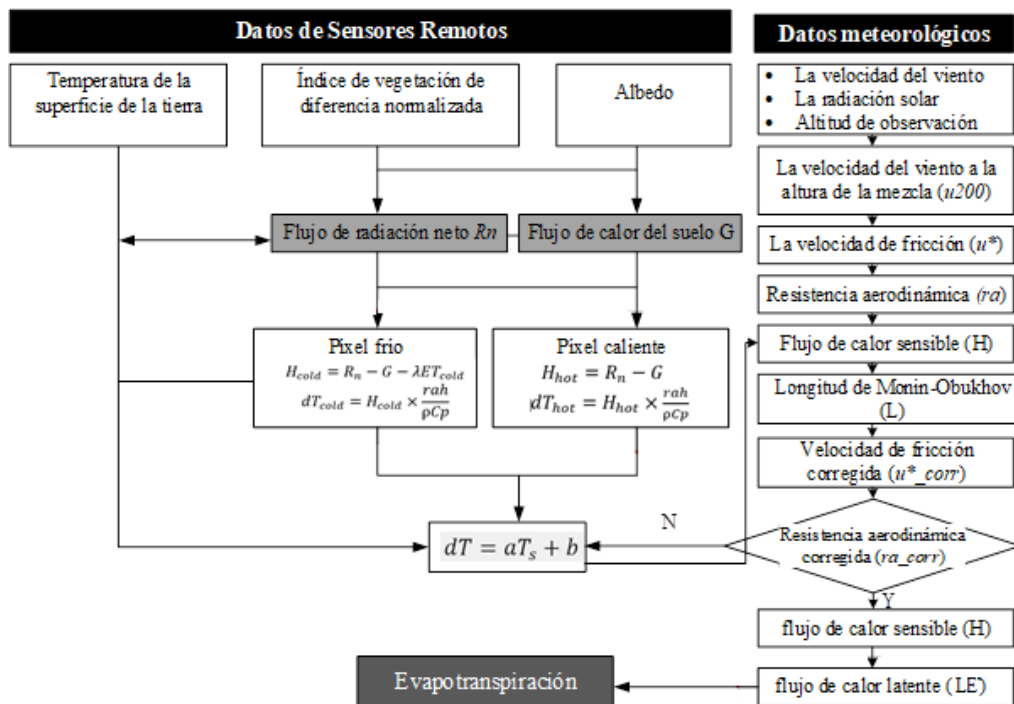 Datos de Sensores Remotos
Datos meteorológicos
Temperatura de la
superficie de la tierra
Índice de vegetación de
diferencia normalizada
Albedo
• La velocidad del viento
• La radiación solar
• Altitud de observación
La velocidad del viento a la
altura de la mezcla (u200)
Flujo de radiación neto Rn
Flujo de calor del suelo G
La velocidad de fricción (u*)
Resistencia aerodinámica (ra)
Pixel frio
H_cold = R_n − G − λET_cold
dT_cold = H_cold × rah/ρCp
Pixel caliente
H_hot = R_n − G
dT_hot = H_hot × rah/ρCp
Flujo de calor sensible (H)
Longitud de Monin-Obukhov
(L)
Velocidad de fricción
corregida (u*_corr)
N
dT = aT_s + b
Resistencia aerodinámica
corregida (ra_corr)
Y
flujo de calor sensible (H)
Evapotranspiración
flujo de calor latente (LE)